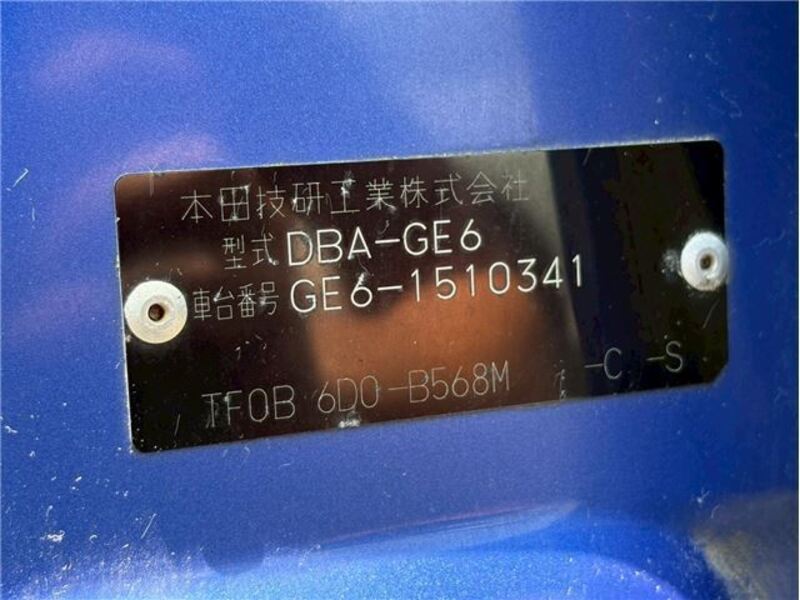 本田技研工業株式会社
型式 DBA-GE6
車台番号 GE6-1510341
TF0B 6D0-B568M -C -S